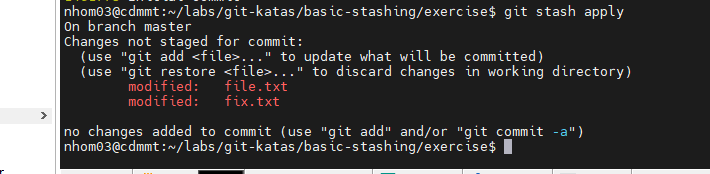 nhom03@cdmmt:~/labs/git-katas/basic-stashing/exercise$ git stash apply
On branch master
Changes not staged for commit:
  (use "git add <file>..." to update what will be committed)
  (use "git restore <file>..." to discard changes in working directory)
        modified:   file.txt
        modified:   fix.txt
no changes added to commit (use "git add" and/or "git commit -a")
nhom03@cdmmt:~/labs/git-katas/basic-stashing/exercise$